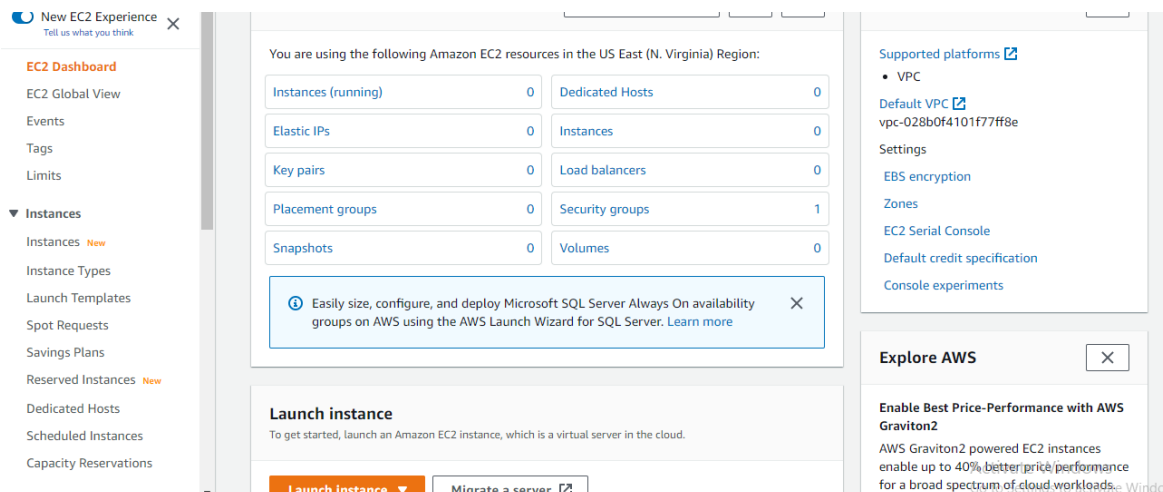 New EC2 Experience
Tell us what you think
EC2 Dashboard
EC2 Global View
Events
Tags
Limits
Instances
Instances New
Instance Types
Launch Templates
Spot Requests
Savings Plans
Reserved Instances New
Dedicated Hosts
Scheduled Instances
Capacity Reservations
You are using the following Amazon EC2 resources in the US East (N. Virginia) Region:
Instances (running) 0
Dedicated Hosts 0
Elastic IPs 0
Instances 0
Key pairs 0
Load balancers 0
Placement groups 0
Security groups 1
Snapshots 0
Volumes 0
Easily size, configure, and deploy Microsoft SQL Server Always On availability
groups on AWS using the AWS Launch Wizard for SQL Server. Learn more
Launch instance
To get started, launch an Amazon EC2 instance, which is a virtual server in the cloud.
Launch instance
Migrate a server
Supported platforms
• VPC
Default VPC
vpc-028b0f4101f77ff8e
Settings
EBS encryption
Zones
EC2 Serial Console
Default credit specification
Console experiments
Explore AWS
Enable Best Price-Performance with AWS
Graviton2
AWS Graviton2 powered EC2 instances
enable up to 40% better price performance
for a broad spectrum of cloud workloads.
Activate Windows